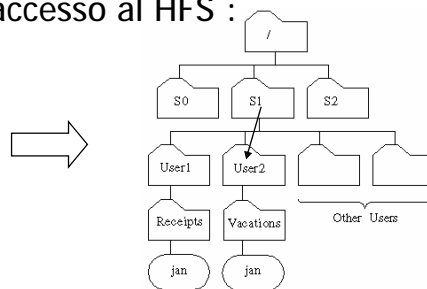 accesso al HFS :
/
S0 S1 S2
User1 User2
Receipts Vacations Other Users
jan jan